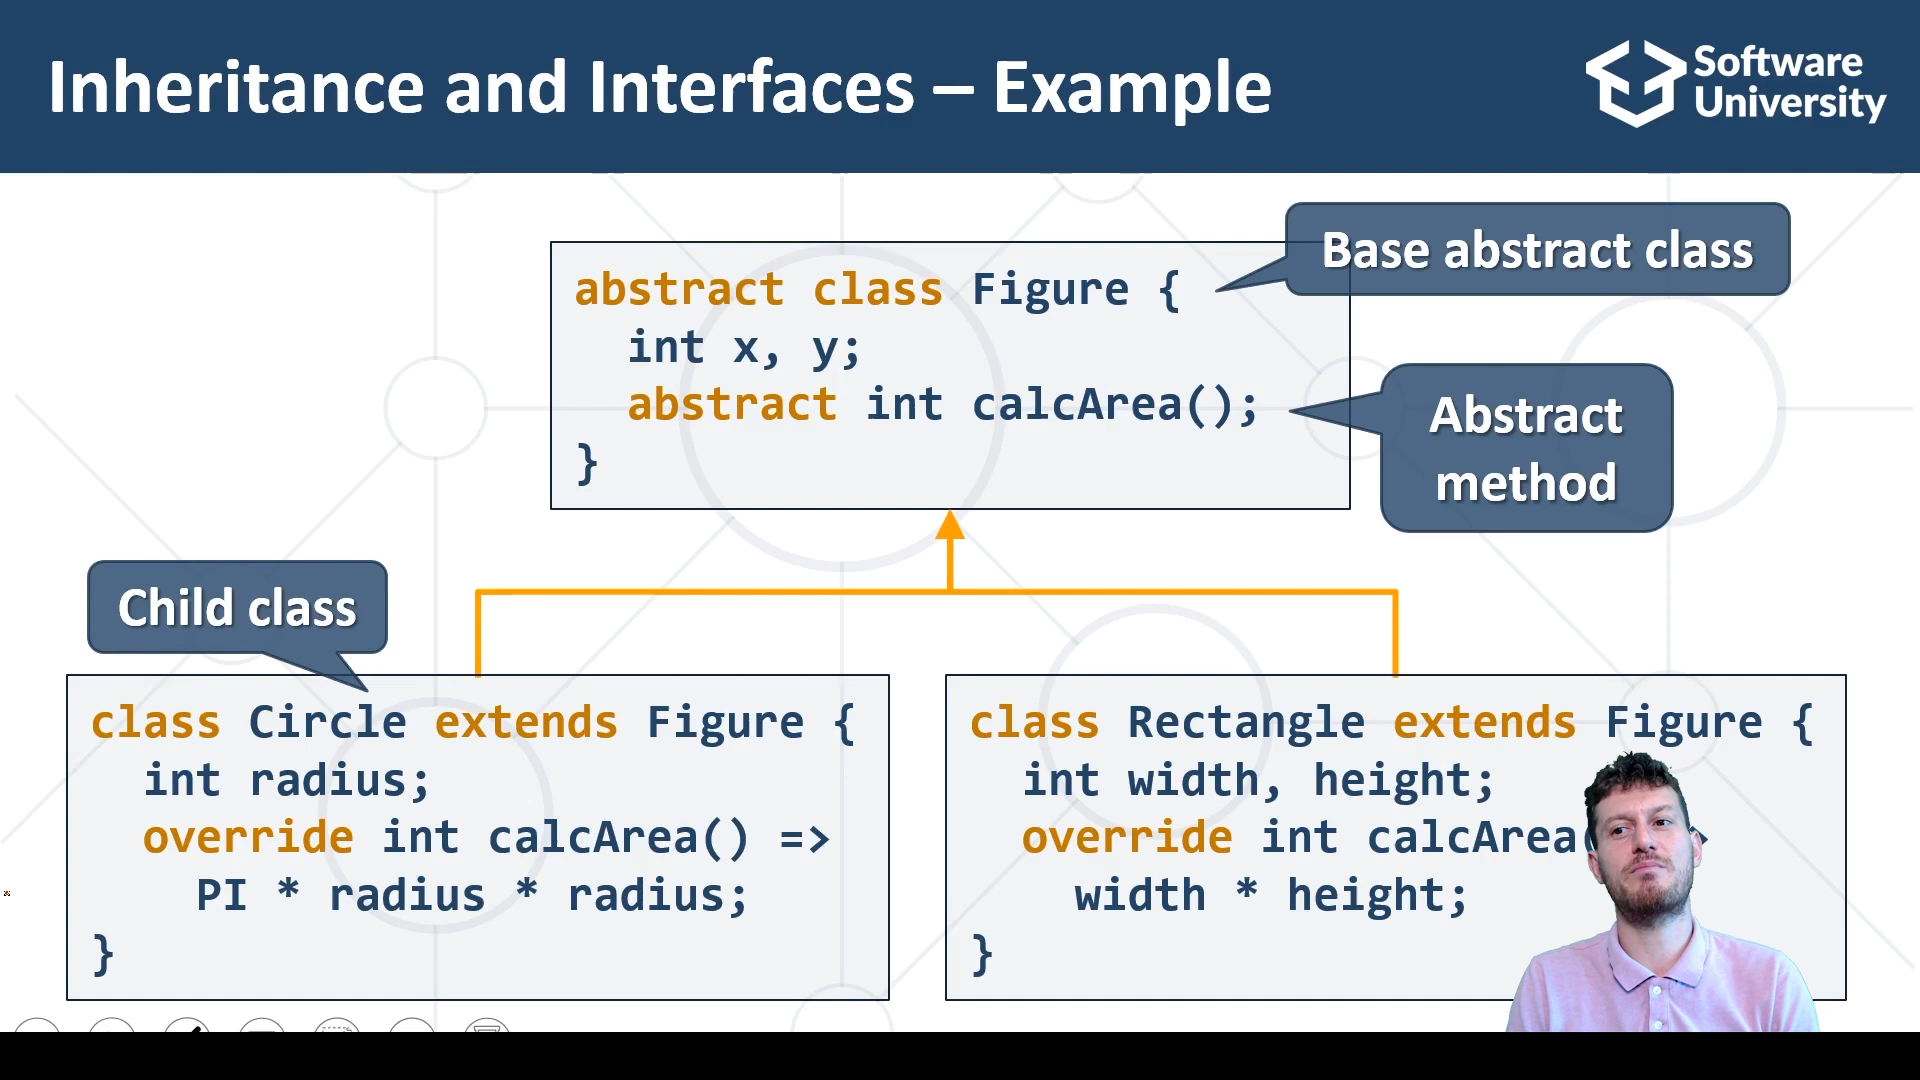 Inheritance and Interfaces – Example
Software
University
Base abstract class
abstract class Figure {
int x, y;
abstract int calcArea();
}
Abstract
method
Child class
class Circle extends Figure {
int radius;
override int calcArea() =>
PI * radius * radius;
}
class Rectangle extends Figure {
int width, height;
override int calcArea(
width * height;
}